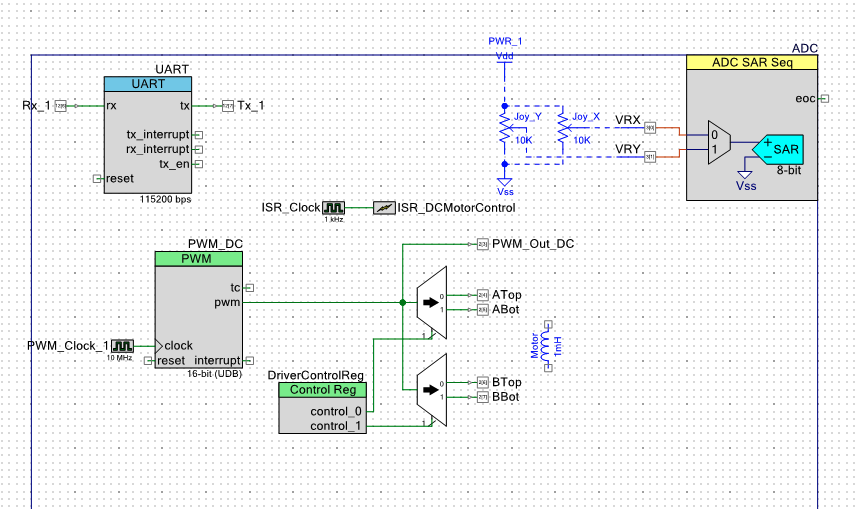 PWR_1
ADC
Vdd
ADC SAR Seq
UART
UART
Rx_1
rx
tx
Tx_1
eoc
Joy_Y
Joy_X
VRX
0
VRY
1
10K
10K
SAR
8-bit
Vss
Vss
tx_interrupt
rx_interrupt
tx_en
reset
115200 bps
ISR_Clock
1 kHz
ISR_DCMotorControl
PWM_DC
PWM
PWM_Out_DC
tc
pwm
0
1
ATop
ABot
1
Motor
1mH
PWM_Clock_1
10 MHz
clock
reset
interrupt
16-bit (UDB)
DriverControlReg
Control Reg
control_0
control_1
0
1
BTop
BBot
1